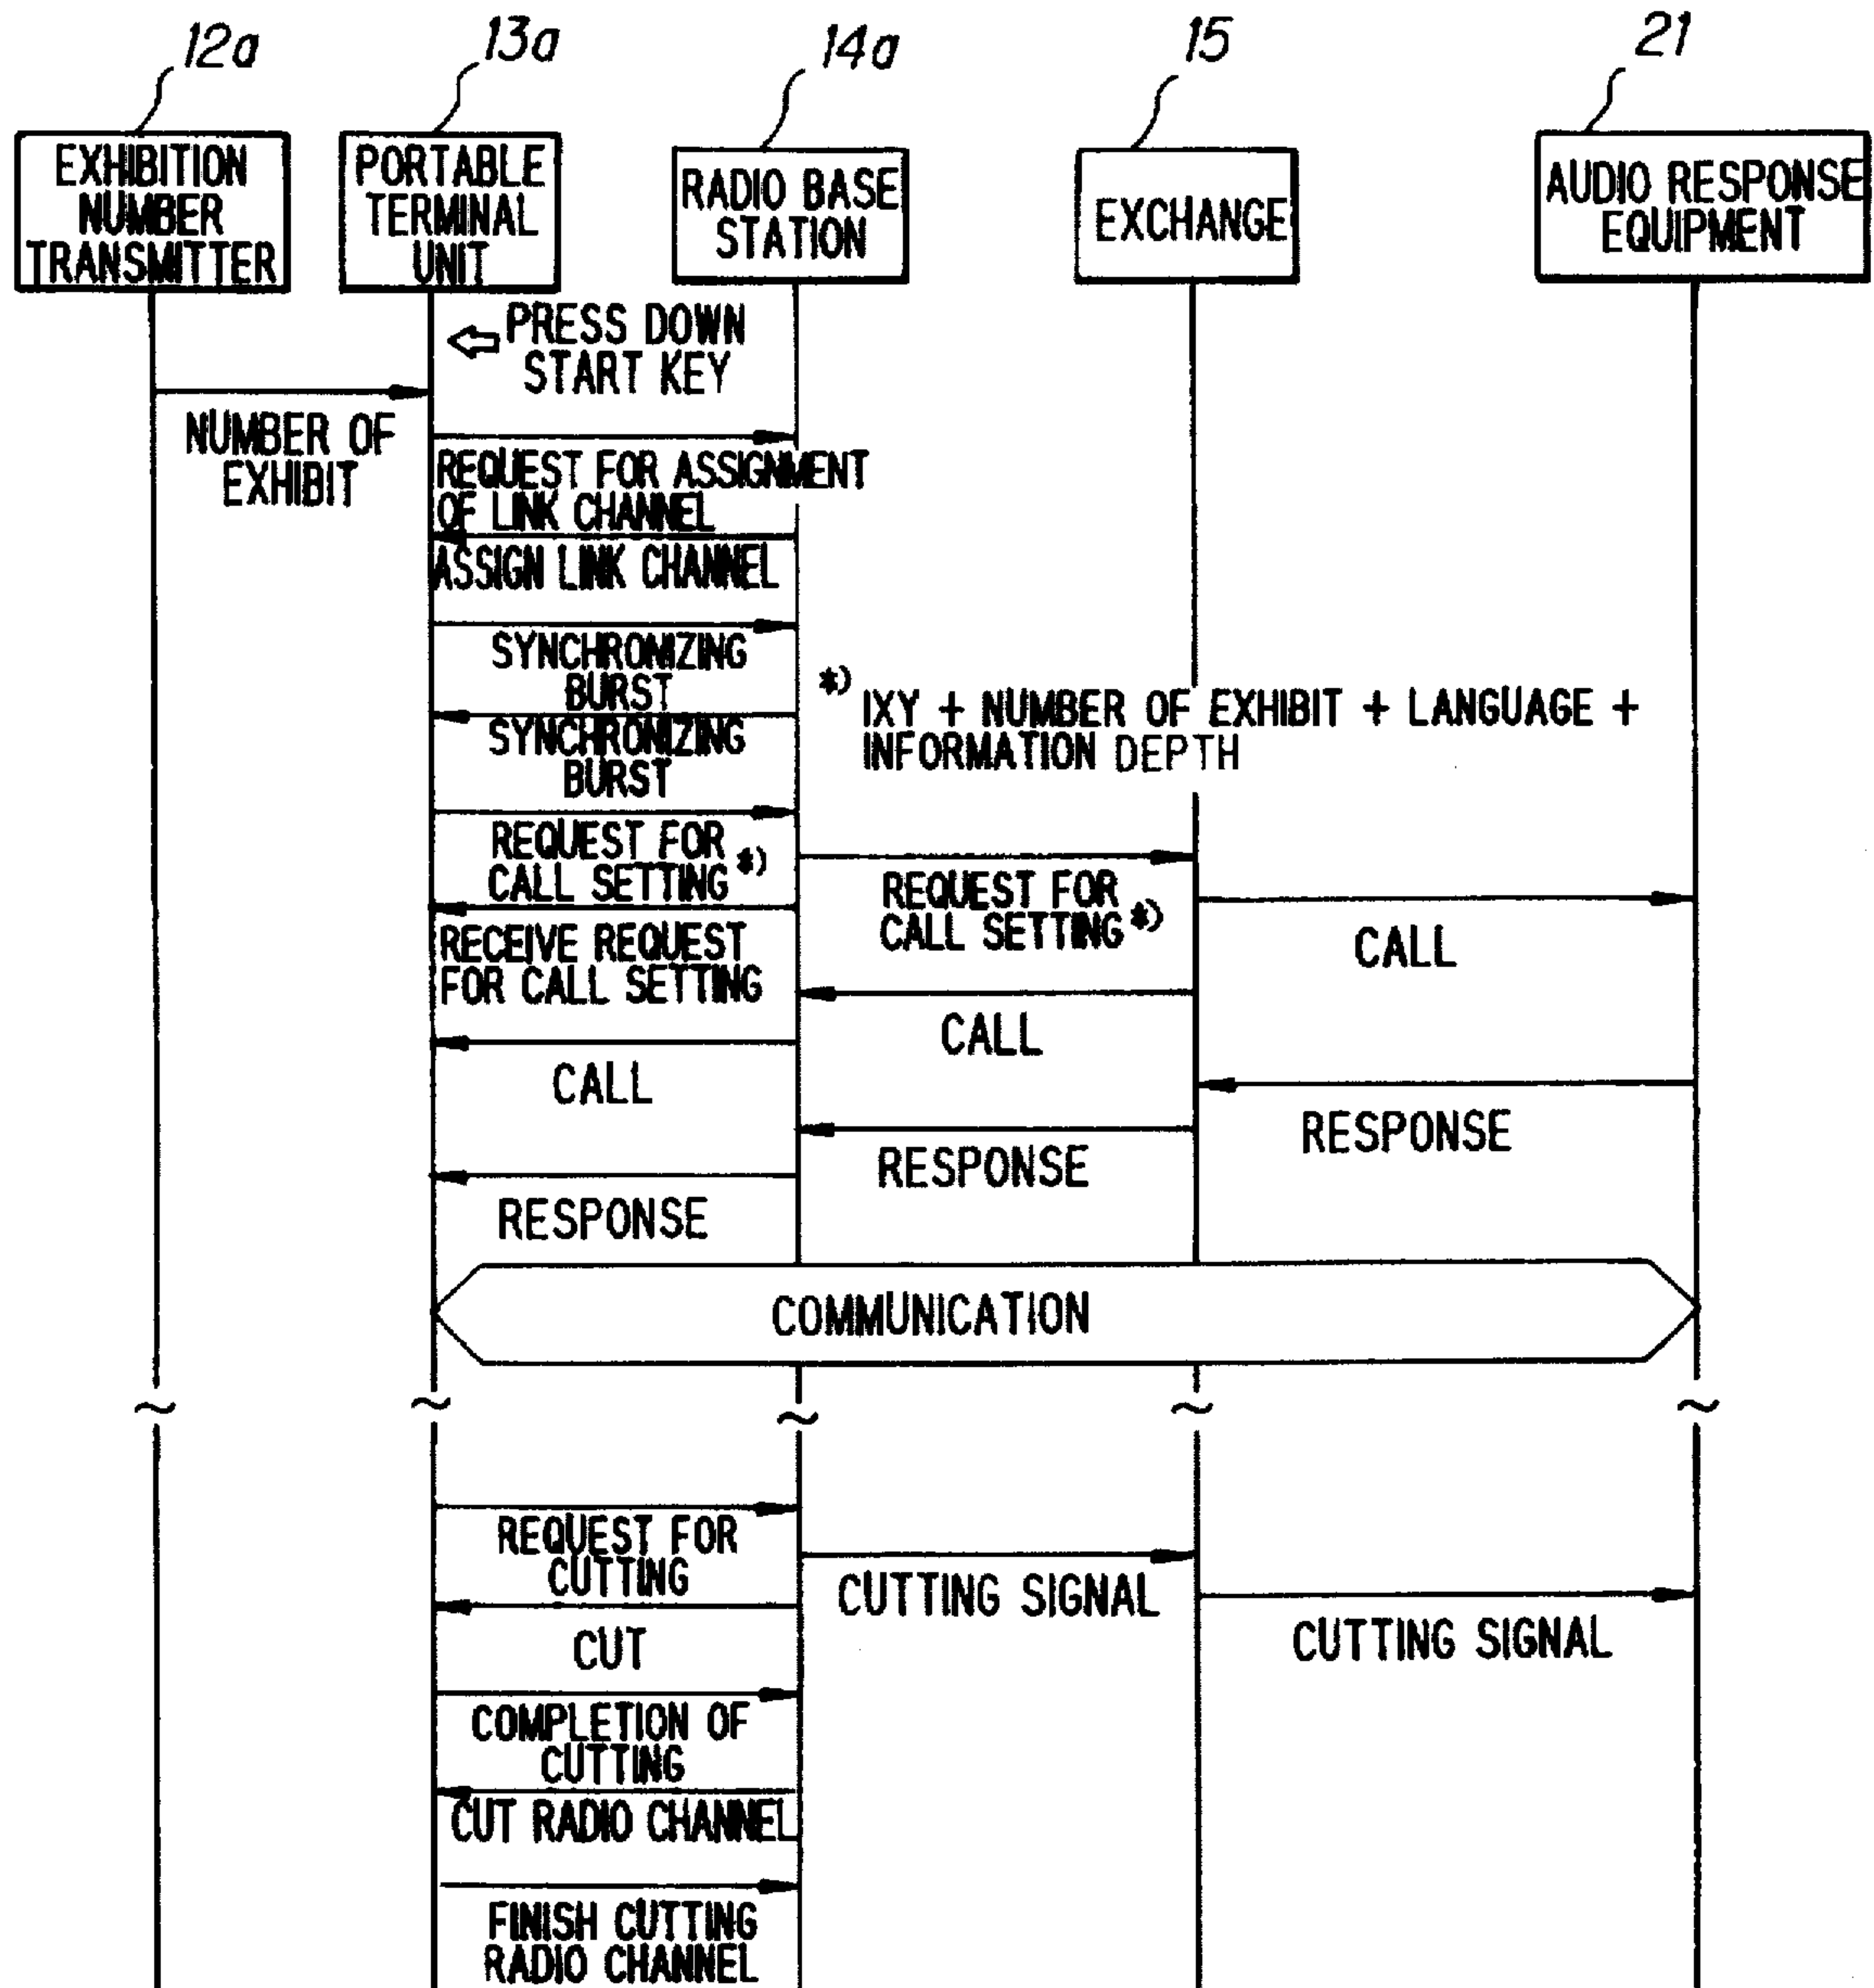 12a
13a
14a
15
21
EXHIBITION
NUMBER
TRANSMITTER
PORTABLE
TERMINAL
UNIT
RADIO BASE
STATION
EXCHANGE
AUDIO RESPONSE
EQUIPMENT
PRESS DOWN
START KEY
NUMBER OF
EXHIBIT
REQUEST FOR ASSIGNMENT
OF LINK CHANNEL
ASSIGN LINK CHANNEL
SYNCHRONIZING
BURST
SYNCHRONIZING
BURST
*) IXY + NUMBER OF EXHIBIT + LANGUAGE +
INFORMATION DEPTH
REQUEST FOR
CALL SETTING *)
REQUEST FOR
CALL SETTING *)
CALL
RECEIVE REQUEST
FOR CALL SETTING
CALL
CALL
RESPONSE
RESPONSE
RESPONSE
COMMUNICATION
REQUEST FOR
CUTTING
CUTTING SIGNAL
CUTTING SIGNAL
CUT
COMPLETION OF
CUTTING
CUT RADIO CHANNEL
FINISH CUTTING
RADIO CHANNEL